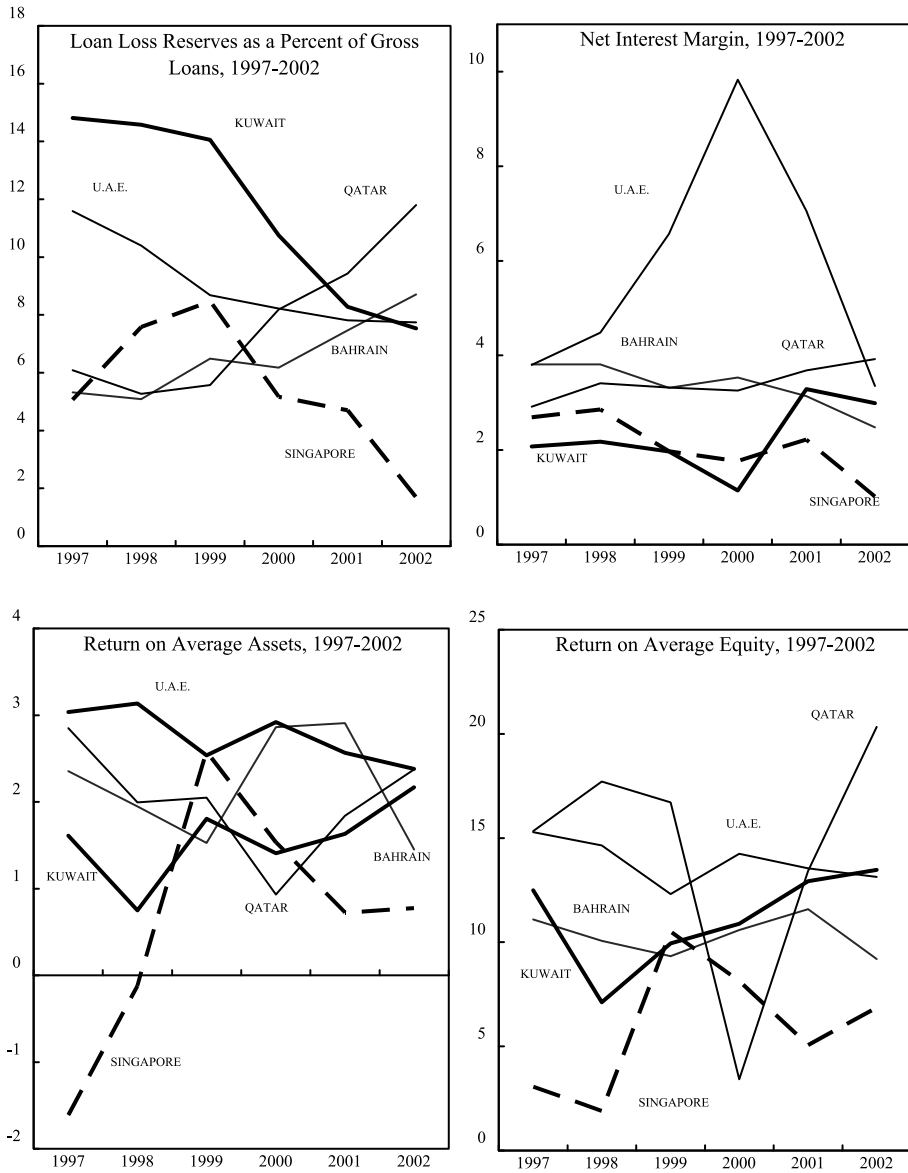 Loan Loss Reserves as a Percent of Gross
Loans, 1997-2002
18
16
14
12
10
8
6
4
2
0
KUWAIT
U.A.E.
QATAR
BAHRAIN
SINGAPORE
1997 1998 1999 2000 2001 2002
Net Interest Margin, 1997-2002
10
8
6
4
2
0
U.A.E.
BAHRAIN
QATAR
KUWAIT
SINGAPORE
1997 1998 1999 2000 2001 2002
Return on Average Assets, 1997-2002
4
3
2
1
0
-1
-2
U.A.E.
BAHRAIN
KUWAIT
QATAR
SINGAPORE
1997 1998 1999 2000 2001 2002
Return on Average Equity, 1997-2002
25
20
15
10
5
0
QATAR
U.A.E.
BAHRAIN
KUWAIT
SINGAPORE
1997 1998 1999 2000 2001 2002